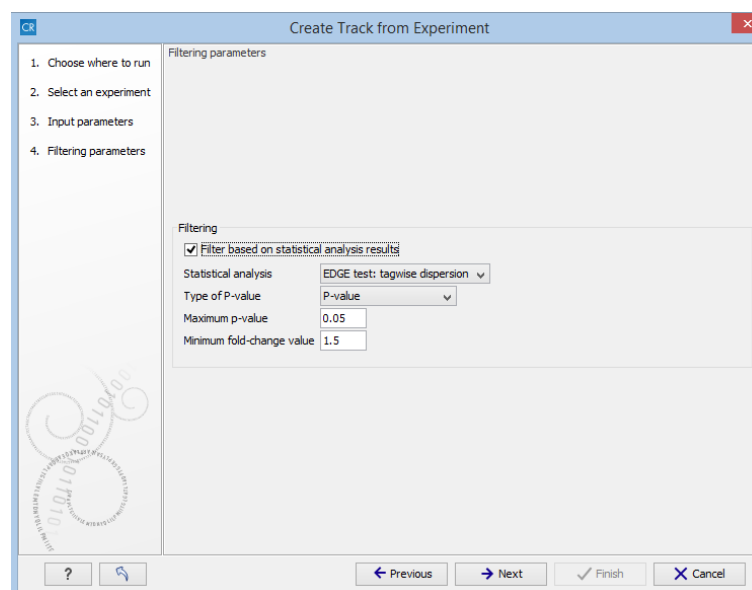 CR
Create Track from Experiment
1. Choose where to run
2. Select an experiment
3. Input parameters
4. Filtering parameters
Filtering parameters
Filtering
Filter based on statistical analysis results
Statistical analysis EDGE test: tagwise dispersion
Type of P-value P-value
Maximum p-value 0.05
Minimum fold-change value 1.5
? Previous Next Finish Cancel